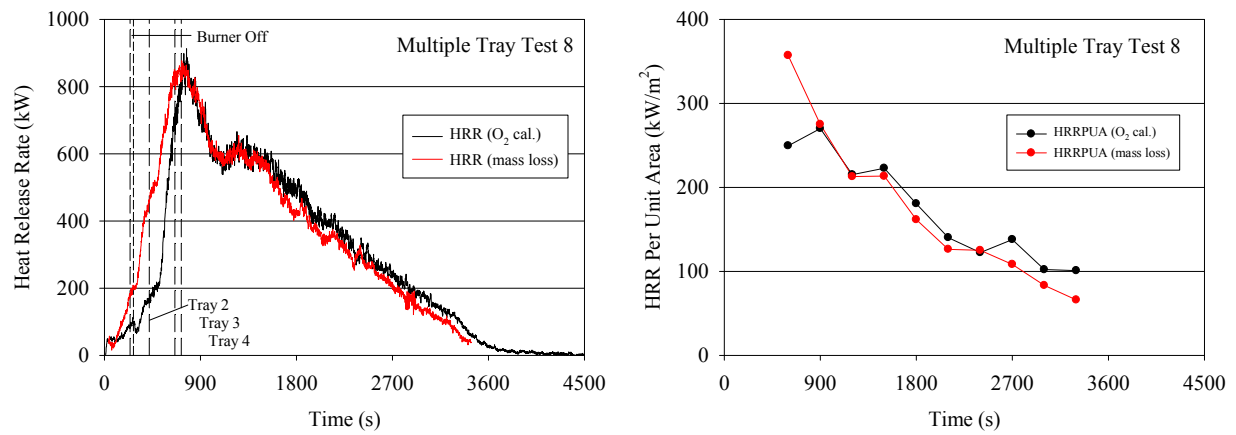 1000
800
600
400
200
0
Heat Release Rate (kW)
Burner Off
Multiple Tray Test 8
HRR (O₂ cal.)
HRR (mass loss)
Tray 2
Tray 3
Tray 4
0 900 1800 2700 3600 4500
Time (s)
400
300
200
100
0
HRR Per Unit Area (kW/m²)
Multiple Tray Test 8
HRRPUA (O₂ cal.)
HRRPUA (mass loss)
0 900 1800 2700 3600 4500
Time (s)